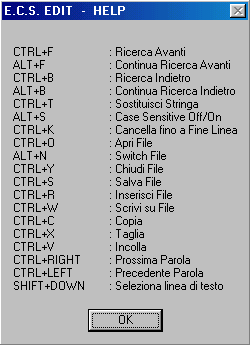 E.C.S. EDIT - HELP
CTRL+F : Ricerca Avanti
ALT+F : Continua Ricerca Avanti
CTRL+B : Ricerca Indietro
ALT+B : Continua Ricerca Indietro
CTRL+T : Sostituisci Stringa
ALT+S : Case Sensitive Off/On
CTRL+K : Cancella fino a Fine Linea
CTRL+O : Apri File
ALT+N : Switch File
CTRL+Y : Chiudi File
CTRL+S : Salva File
CTRL+R : Inserisci File
CTRL+W : Scrivi su File
CTRL+C : Copia
CTRL+X : Taglia
CTRL+V : Incolla
CTRL+RIGHT : Prossima Parola
CTRL+LEFT : Precedente Parola
SHIFT+DOWN : Seleziona linea di testo
OK